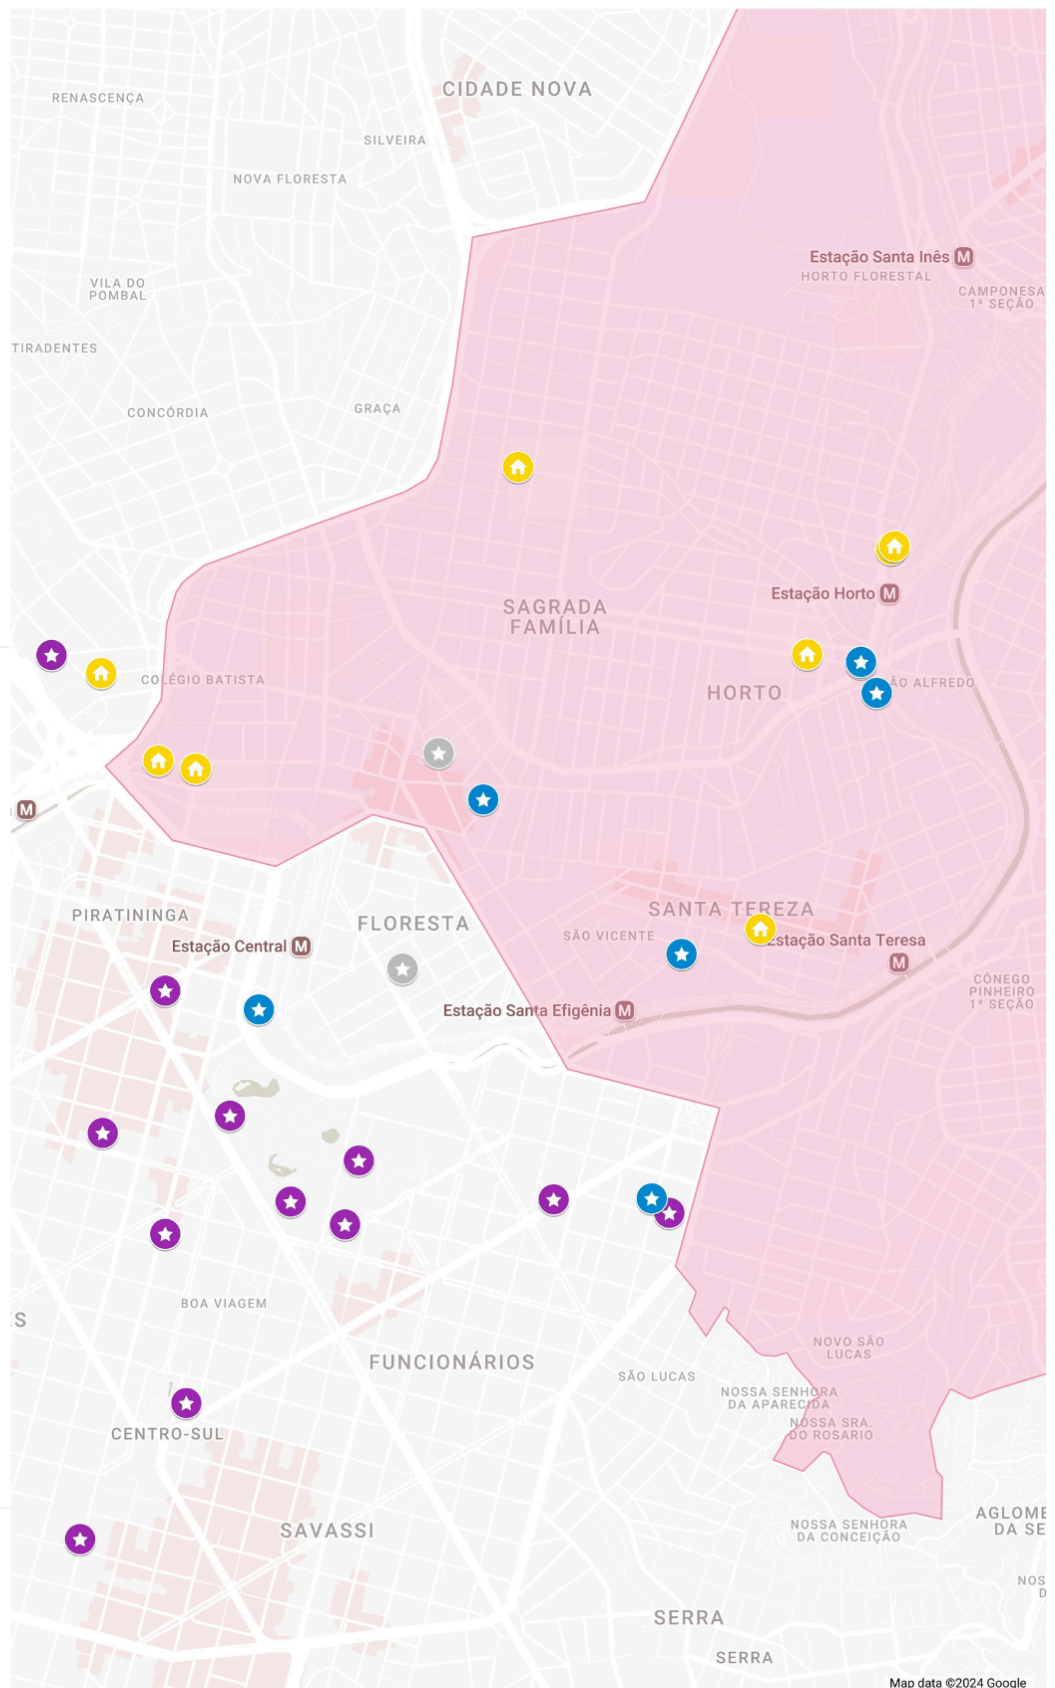 CIDADE NOVA
RENASCENÇA
SILVEIRA
NOVA FLORESTA
Estação Santa Inês M
HORTO FLORESTAL
VILA DO
POMBAL
CAMPONESA
1ª SEÇÃO
TIRADENTES
CONCÓRDIA
GRAÇA
Estação Horto M
SAGRADA
FAMÍLIA
COLÉGIO BATISTA
HORTO
ÃO ALFREDO
M
PIRATININGA
FLORESTA
SANTA TEREZA
SÃO VICENTE
Estação Central M
Estação Santa Teresa
M
CÔNEGO
PINHEIRO
1ª SEÇÃO
Estação Santa Efigênia M
BOA VIAGEM
ES
FUNCIONÁRIOS
NOVO SÃO
LUCAS
SÃO LUCAS
NOSSA SENHORA
DA APARECIDA
NOSSA SRA.
DO ROSARIO
CENTRO-SUL
SAVASSI
NOSSA SENHORA
DA CONCEIÇÃO
AGLOME
DA SE
NOS
D
SERRA
SERRA
Map data ©2024 Google